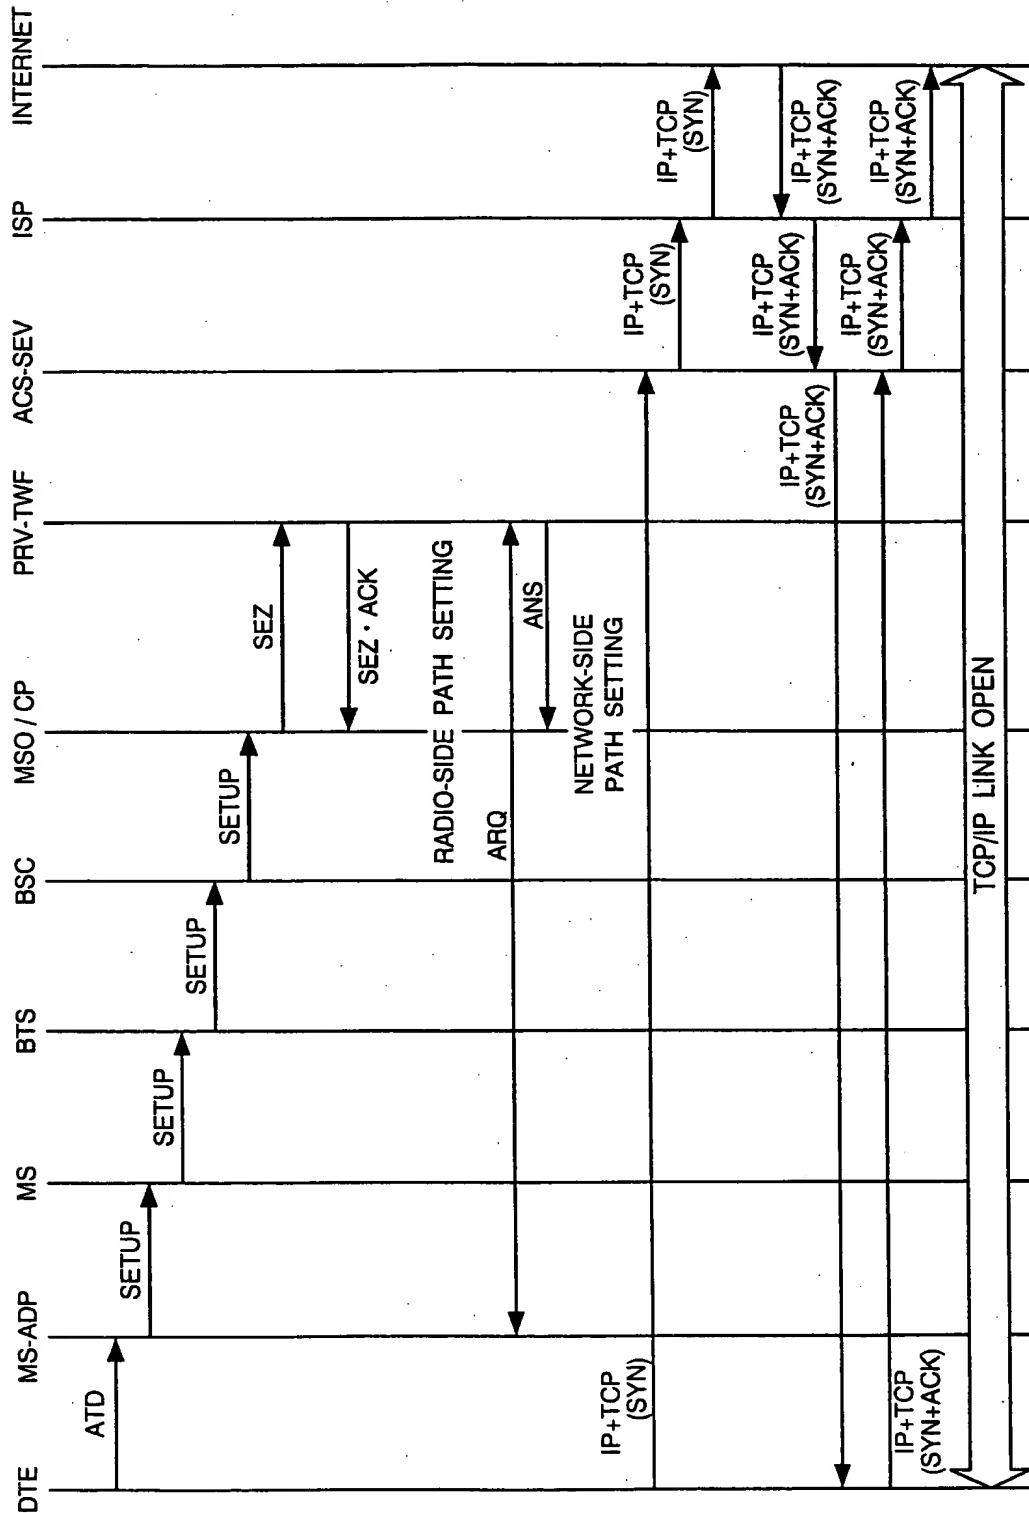 DTE
MS-ADP
MS
BTS
BSC
MSO / CP
PRV-TWF
ACS-SEV
ISP
INTERNET
ATD
SETUP
SETUP
SETUP
SETUP
SEZ
SEZ · ACK
RADIO-SIDE PATH SETTING
ARQ
ANS
NETWORK-SIDE
PATH SETTING
IP+TCP
(SYN)
IP+TCP
(SYN)
IP+TCP
(SYN)
IP+TCP
(SYN+ACK)
IP+TCP
(SYN+ACK)
IP+TCP
(SYN+ACK)
IP+TCP
(SYN+ACK)
IP+TCP
(SYN+ACK)
IP+TCP
(SYN+ACK)
TCP/IP LINK OPEN